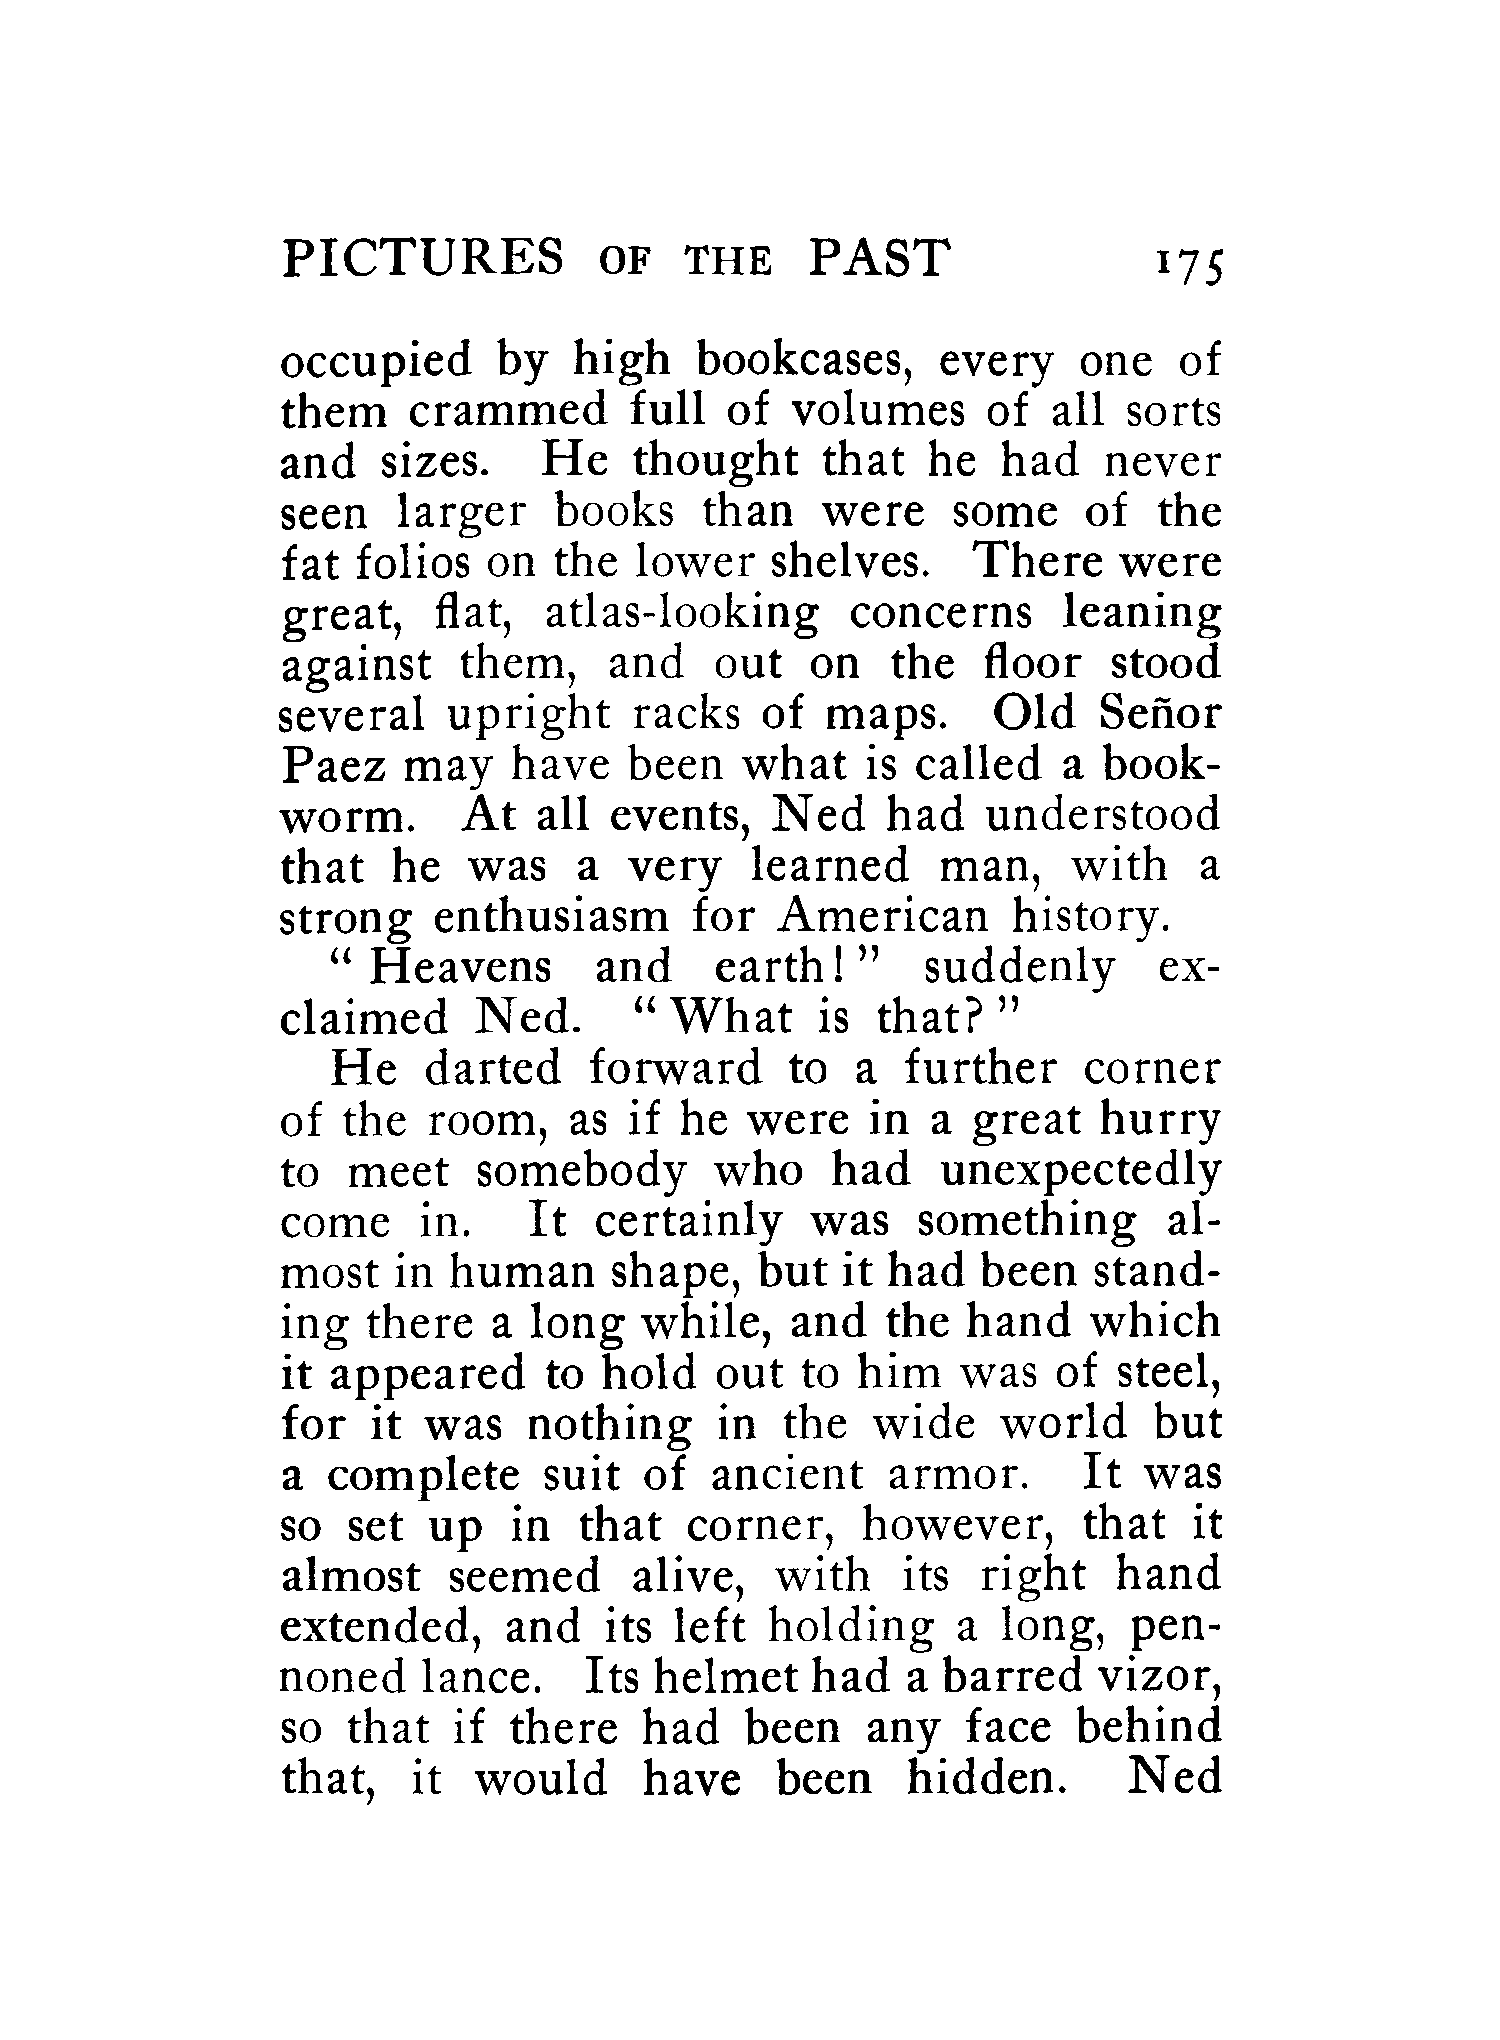 PICTURES OF THE PAST 175
occupied by high bookcases, every one of
them crammed full of volumes of all sorts
and sizes. He thought that he had never
seen larger books than were some of the
fat folios on the lower shelves. There were
great, flat, atlas-looking concerns leaning
against them, and out on the floor stood
several upright racks of maps. Old Señor
Paez may have been what is called a book-
worm. At all events, Ned had understood
that he was a very learned man, with a
strong enthusiasm for American history.
“ Heavens and earth! ” suddenly ex-
claimed Ned. “ What is that? ”
He darted forward to a further corner
of the room, as if he were in a great hurry
to meet somebody who had unexpectedly
come in. It certainly was something al-
most in human shape, but it had been stand-
ing there a long while, and the hand which
it appeared to hold out to him was of steel,
for it was nothing in the wide world but
a complete suit of ancient armor. It was
so set up in that corner, however, that it
almost seemed alive, with its right hand
extended, and its left holding a long, pen-
noned lance. Its helmet had a barred vizor,
so that if there had been any face behind
that, it would have been hidden. Ned